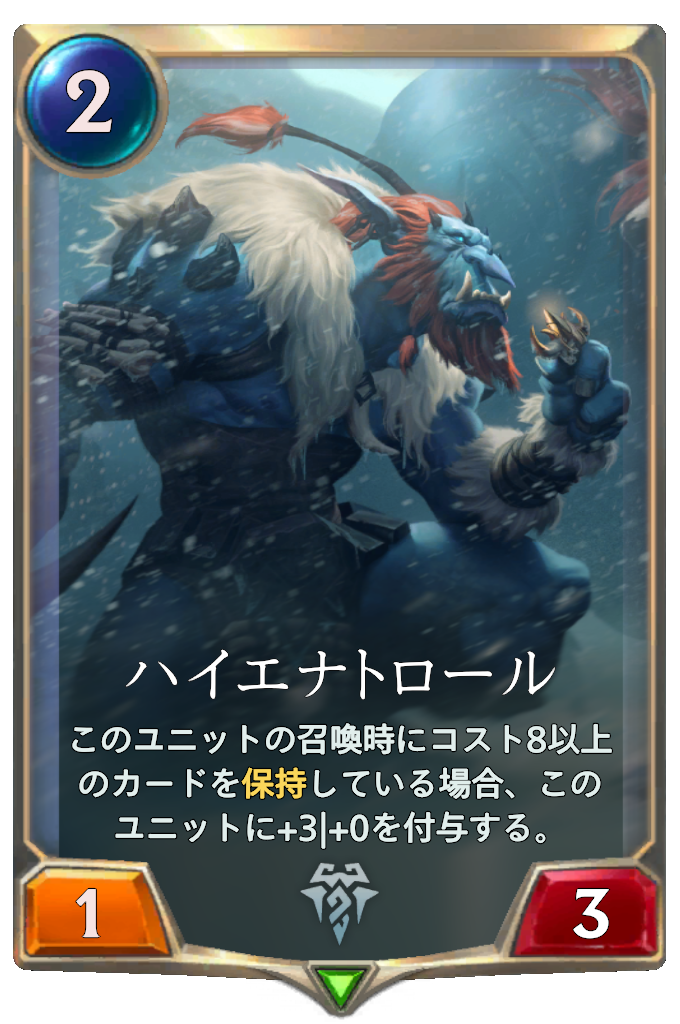 2
ハイエナトロール
このユニットの召喚時にコスト8以上
のカードを保持している場合、この
ユニットに+3|+0を付与する。
1
3